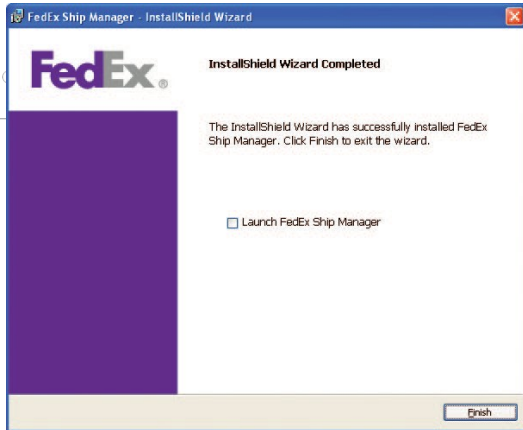 FedEx Ship Manager - InstallShield Wizard
FedEx®
InstallShield Wizard Completed
The InstallShield Wizard has successfully installed FedEx
Ship Manager. Click Finish to exit the wizard.
Launch FedEx Ship Manager
Finish